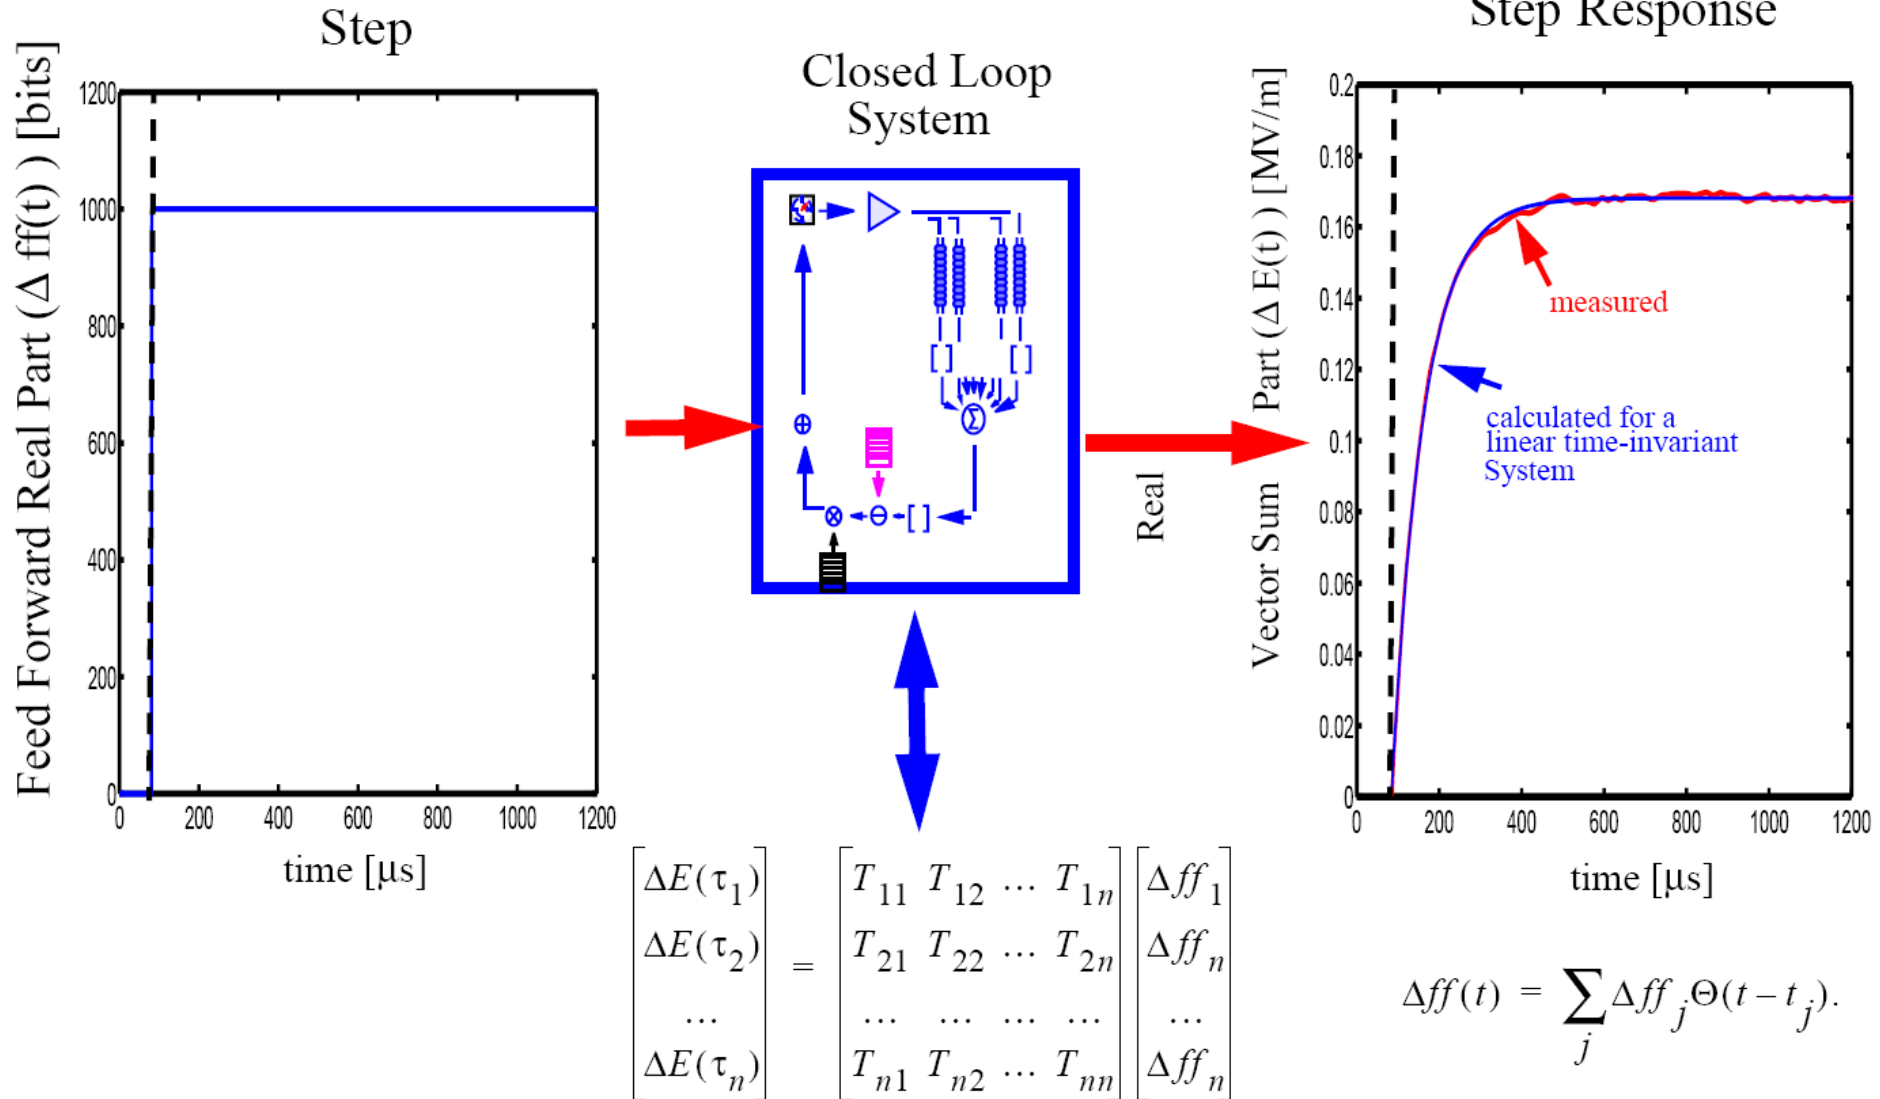 Step
Feed Forward Real Part ( Δ ff(t) ) [bits]
1200
1000
800
600
400
200
0
0 200 400 600 800 1000 1200
time [μs]
Closed Loop
System
Σ
Real
Step Response
Vector Sum Part ( Δ E(t) ) [MV/m]
0.2
0.18
0.16
0.14
0.12
0.1
0.08
0.06
0.04
0.02
0
0 200 400 600 800 1000 1200
time [μs]
measured
calculated for a
linear time-invariant
System
ΔE(τ1) T11 T12 ... T1n Δff1
ΔE(τ2) = T21 T22 ... T2n Δffn
... ... ... ... ... ...
ΔE(τn) Tn1 Tn2 ... Tnn Δffn
Δff(t) = ∑j Δffj Θ(t – tj).